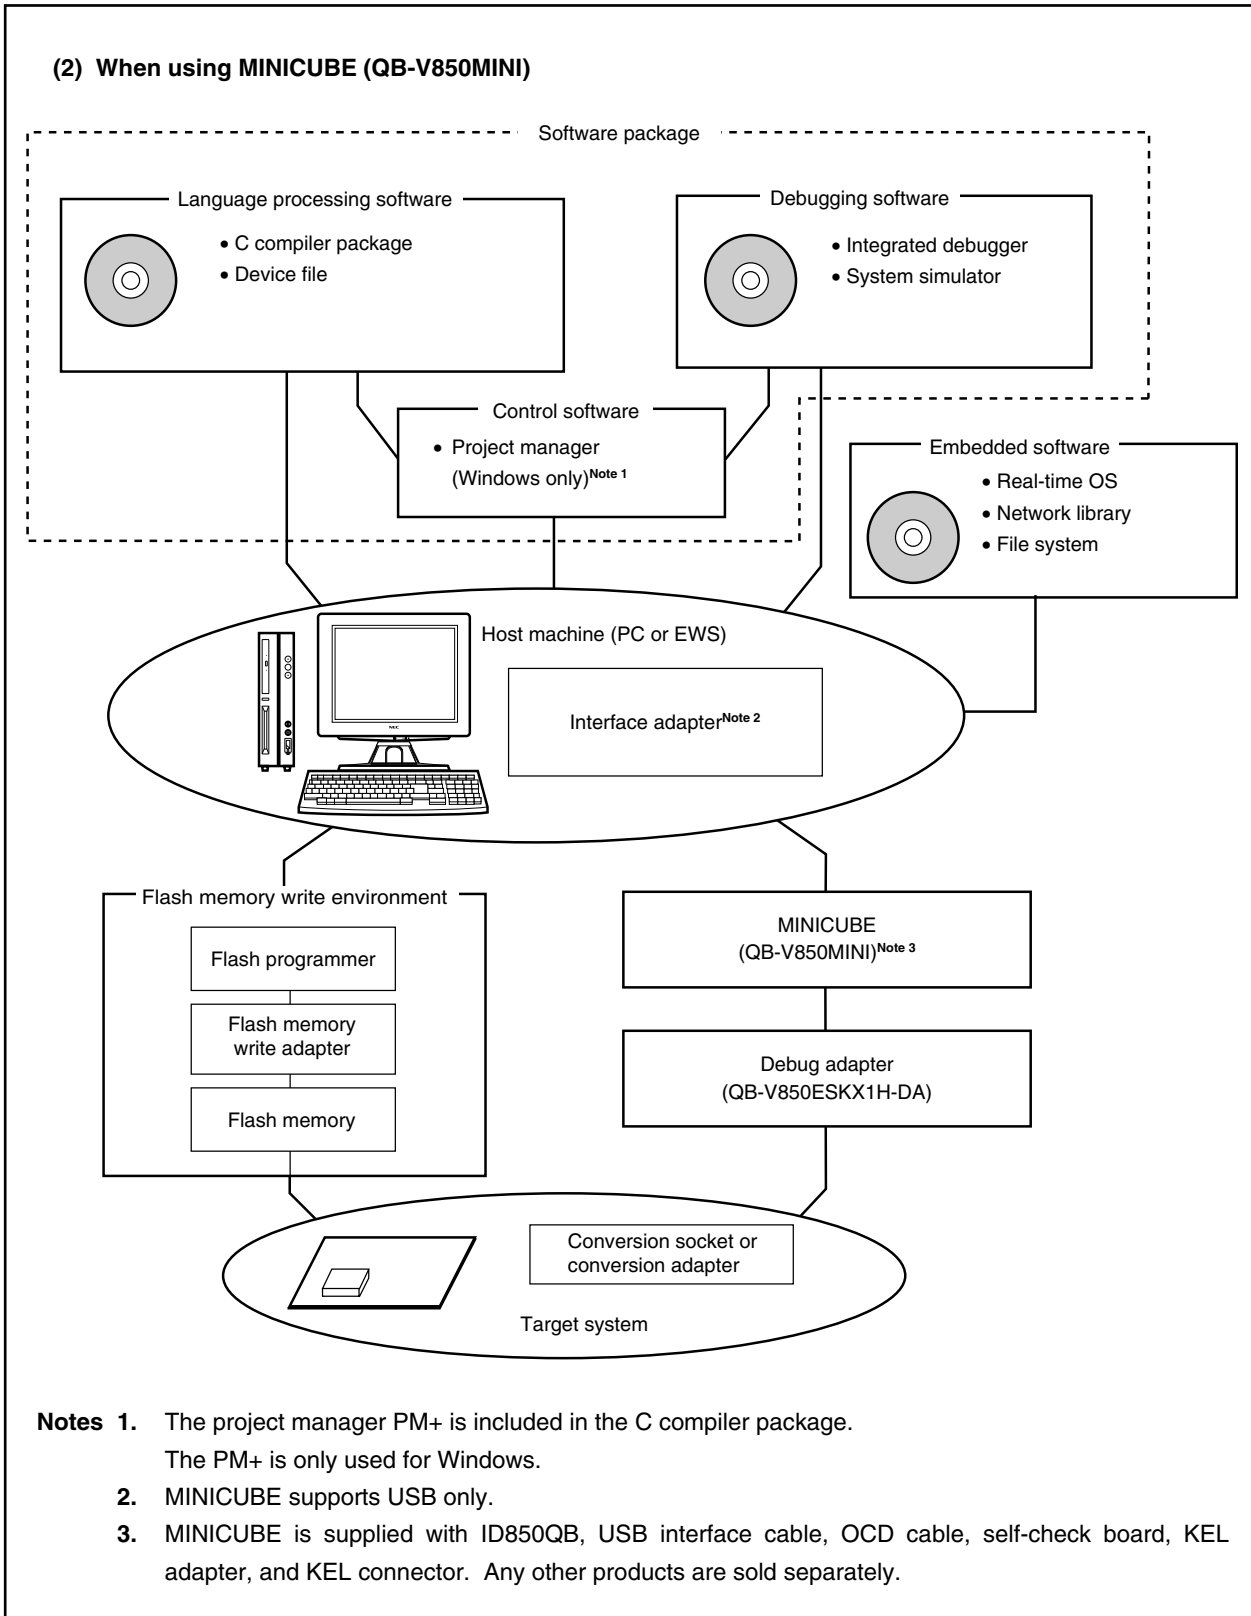 (2) When using MINICUBE (QB-V850MINI)
Software package
Language processing software
• C compiler package
• Device file
Debugging software
• Integrated debugger
• System simulator
Control software
• Project manager
(Windows only)Note 1
Embedded software
• Real-time OS
• Network library
• File system
Host machine (PC or EWS)
NEC
Interface adapterNote 2
Flash memory write environment
Flash programmer
Flash memory
write adapter
Flash memory
MINICUBE
(QB-V850MINI)Note 3
Debug adapter
(QB-V850ESKX1H-DA)
Conversion socket or
conversion adapter
Target system
Notes 1. The project manager PM+ is included in the C compiler package.
The PM+ is only used for Windows.
2. MINICUBE supports USB only.
3. MINICUBE is supplied with ID850QB, USB interface cable, OCD cable, self-check board, KEL
adapter, and KEL connector. Any other products are sold separately.